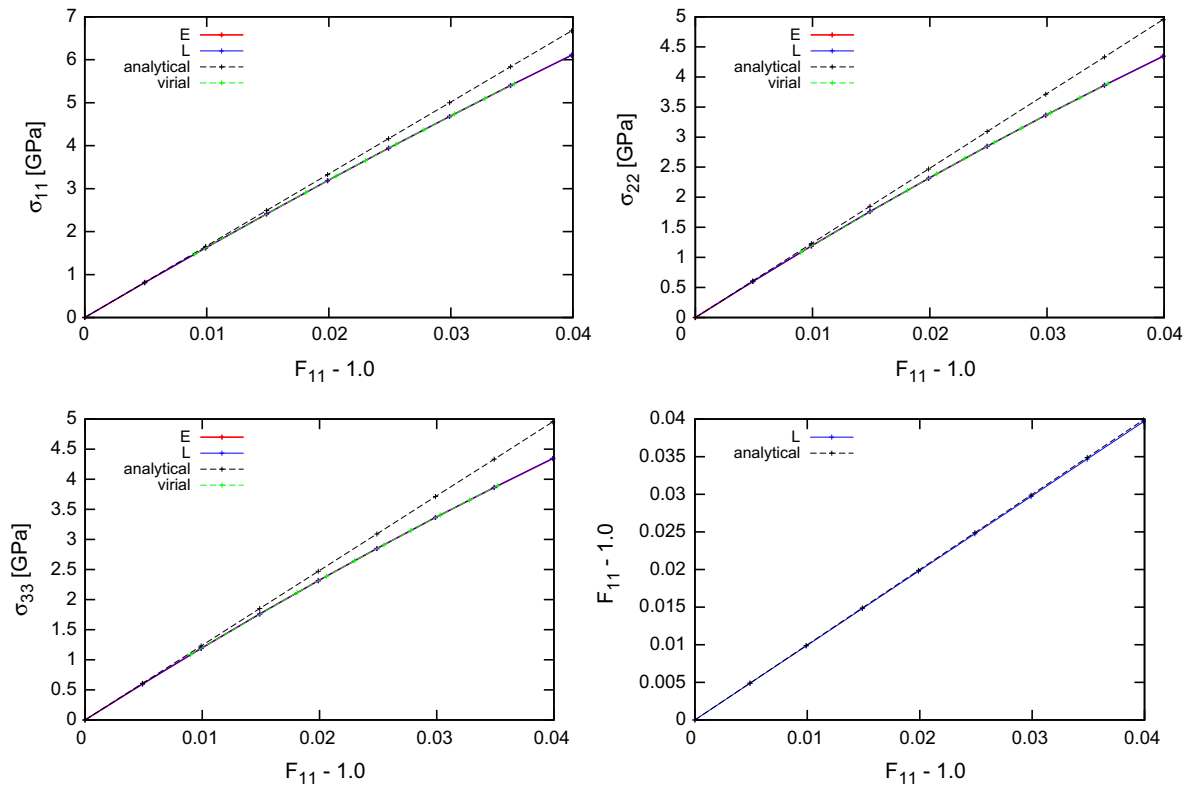 7
6
5
4
3
2
1
0
σ11 [GPa]
E
L
analytical
virial
0 0.01 0.02 0.03 0.04
F11 - 1.0
5
4.5
4
3.5
3
2.5
2
1.5
1
0.5
0
σ22 [GPa]
E
L
analytical
virial
0 0.01 0.02 0.03 0.04
F11 - 1.0
5
4.5
4
3.5
3
2.5
2
1.5
1
0.5
0
σ33 [GPa]
E
L
analytical
virial
0 0.01 0.02 0.03 0.04
F11 - 1.0
0.04
0.035
0.03
0.025
0.02
0.015
0.01
0.005
0
F11 - 1.0
L
analytical
0 0.01 0.02 0.03 0.04
F11 - 1.0